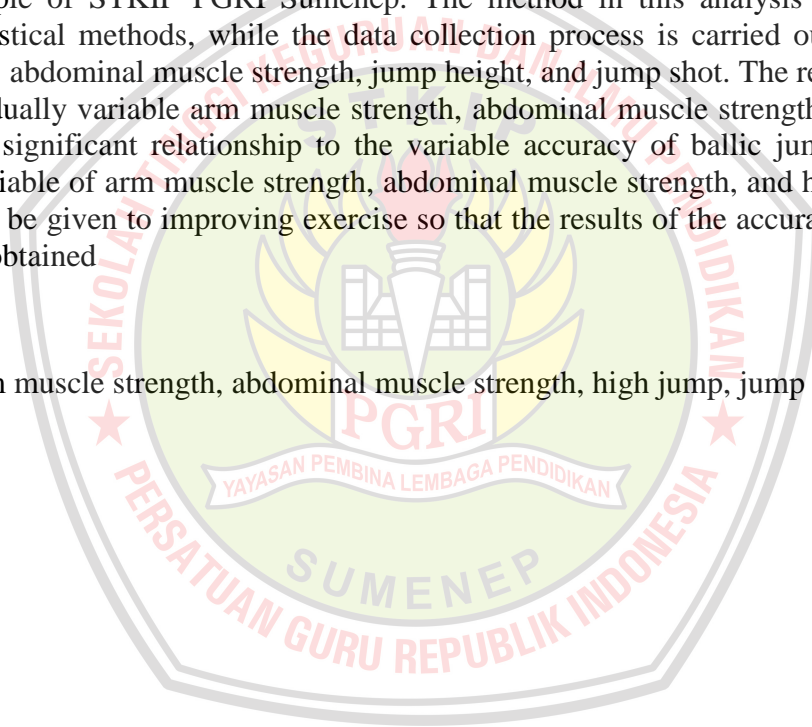 ple of STKIP PGRI Sumenep. The method in this analysis
stical methods, while the data collection process is carried ou
abdominal muscle strength, jump height, and jump shot. The re
dually variable arm muscle strength, abdominal muscle strength
significant relationship to the variable accuracy of ballic jum
iable of arm muscle strength, abdominal muscle strength, and h
be given to improving exercise so that the results of the accura
obtained
muscle strength, abdominal muscle strength, high jump, jump
SEKOLAH TINGGI KEGURUAN DAN ILMU PENDIDIKAN
STKIP
PGRI
YAYASAN PEMBINA LEMBAGA PENDIDIKAN
SUMENEP
PERSATUAN GURU REPUBLIK INDONESIA